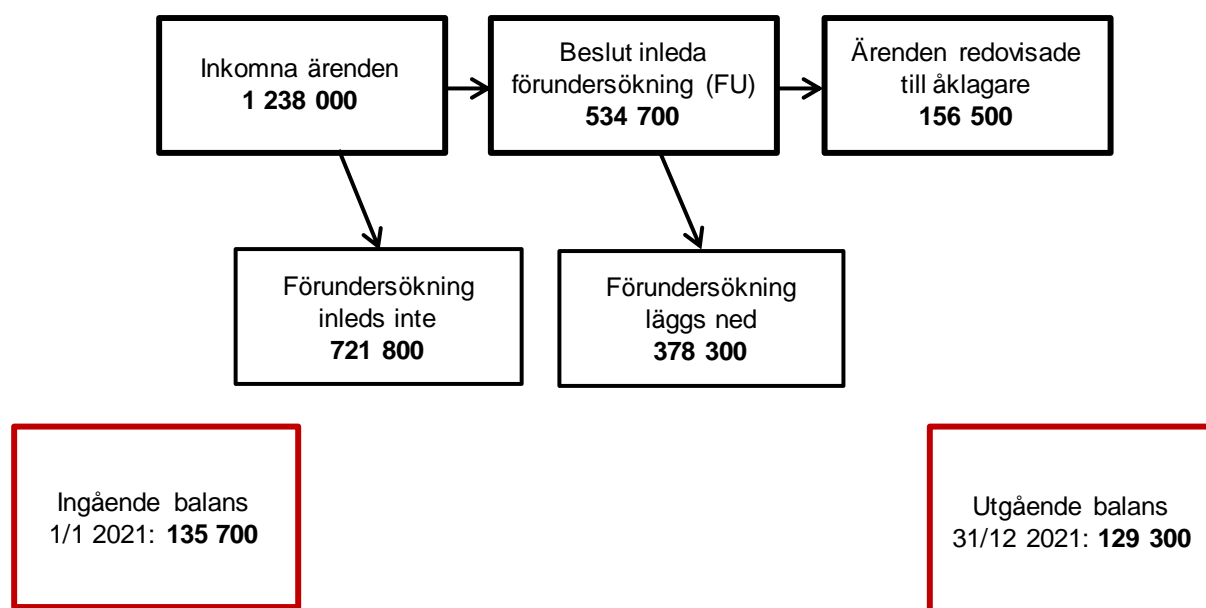 Inkomna ärenden
1 238 000
Beslut inleda
förundersökning (FU)
534 700
Ärenden redovisade
till åklagare
156 500
Förundersökning
inleds inte
721 800
Förundersökning
läggs ned
378 300
Ingående balans
1/1 2021: 135 700
Utgående balans
31/12 2021: 129 300